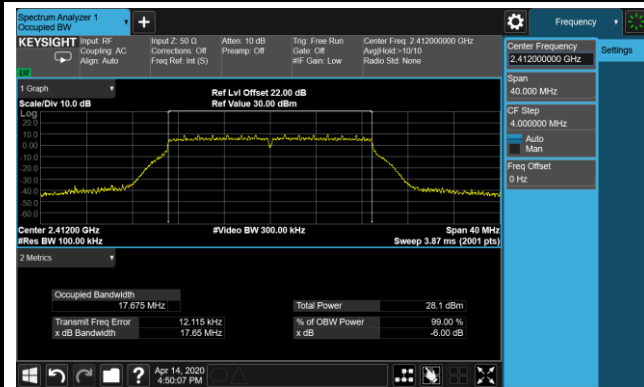 Spectrum Analyzer 1
Occupied BW
Frequency
KEYSIGHT
Input: RF
Coupling: AC
Align: Auto
Input Z: 50 Ω
Corrections: Off
Freq Ref: Int (S)
Atten: 10 dB
Preamp: Off
Trig: Free Run
Gate: Off
#IF Gain: Low
Center Freq: 2.412000000 GHz
Avg|Hold:>10/10
Radio Std: None
LV
Center Frequency
2.412000000 GHz
Settings
Span
40.000 MHz
CF Step
4.000000 MHz
Auto
Man
Freq Offset
0 Hz
1 Graph
Scale/Div 10.0 dB
Ref Lvl Offset 22.00 dB
Ref Value 30.00 dBm
Log
20.0
10.0
0.00
-10.0
-20.0
-30.0
-40.0
-50.0
-60.0
Center 2.41200 GHz
#Video BW 300.00 kHz
Span 40 MHz
#Res BW 100.00 kHz
Sweep 3.87 ms (2001 pts)
2 Metrics
Occupied Bandwidth
17.675 MHz
Total Power 28.1 dBm
Transmit Freq Error 12.115 kHz
% of OBW Power 99.00 %
x dB Bandwidth 17.65 MHz
x dB -6.00 dB
?
Apr 14, 2020
4:50:07 PM